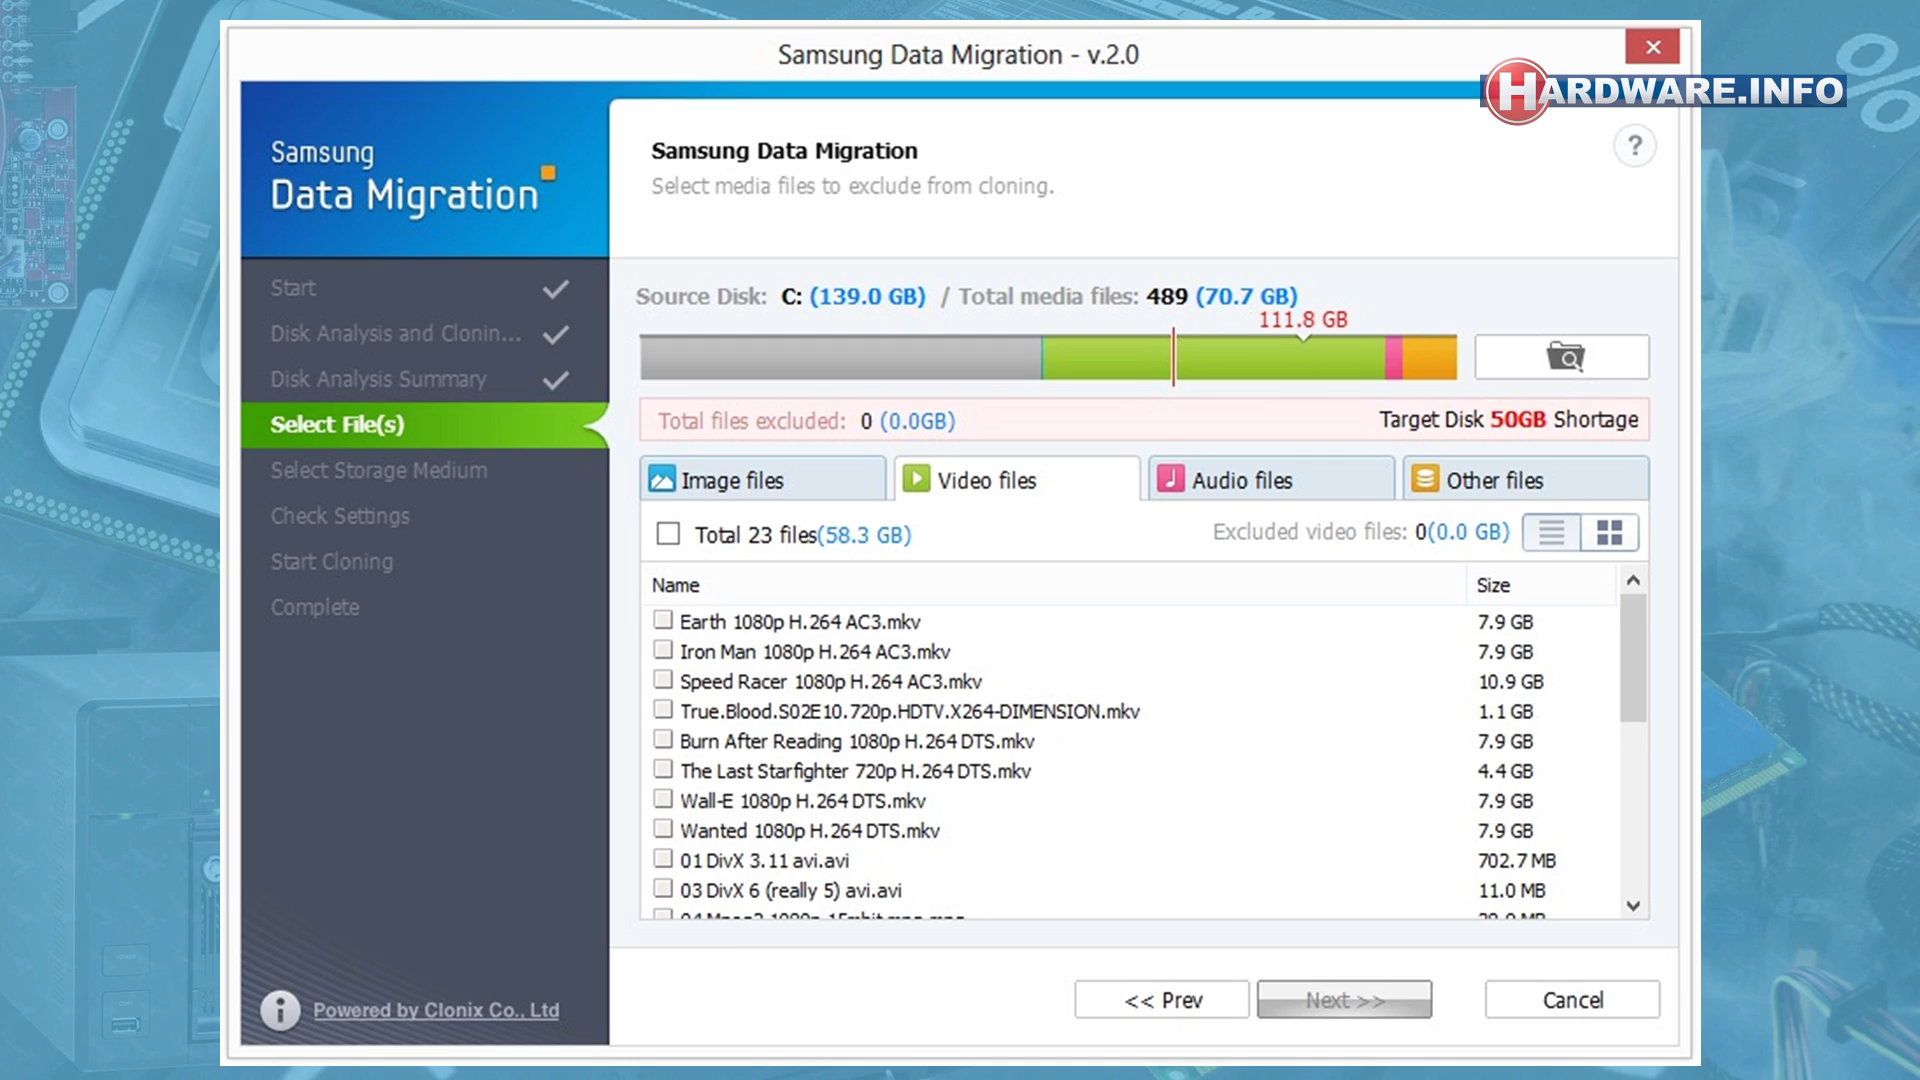 Samsung Data Migration - v.2.0
HARDWARE.INFO
Samsung
Data Migration
Samsung Data Migration
Select media files to exclude from cloning.
?
Start
Disk Analysis and Clonin...
Disk Analysis Summary
Select File(s)
Select Storage Medium
Check Settings
Start Cloning
Complete
Powered by Clonix Co., Ltd
Source Disk: C: (139.0 GB) / Total media files: 489 (70.7 GB)
111.8 GB
Total files excluded: 0 (0.0GB) Target Disk 50GB Shortage
Image files Video files Audio files Other files
Total 23 files(58.3 GB) Excluded video files: 0(0.0 GB)
Name Size
Earth 1080p H.264 AC3.mkv 7.9 GB
Iron Man 1080p H.264 AC3.mkv 7.9 GB
Speed Racer 1080p H.264 AC3.mkv 10.9 GB
True.Blood.S02E10.720p.HDTV.X264-DIMENSION.mkv 1.1 GB
Burn After Reading 1080p H.264 DTS.mkv 7.9 GB
The Last Starfighter 720p H.264 DTS.mkv 4.4 GB
Wall-E 1080p H.264 DTS.mkv 7.9 GB
Wanted 1080p H.264 DTS.mkv 7.9 GB
01 DivX 3.11 avi.avi 702.7 MB
03 DivX 6 (really 5) avi.avi 11.0 MB
<< Prev Next >> Cancel